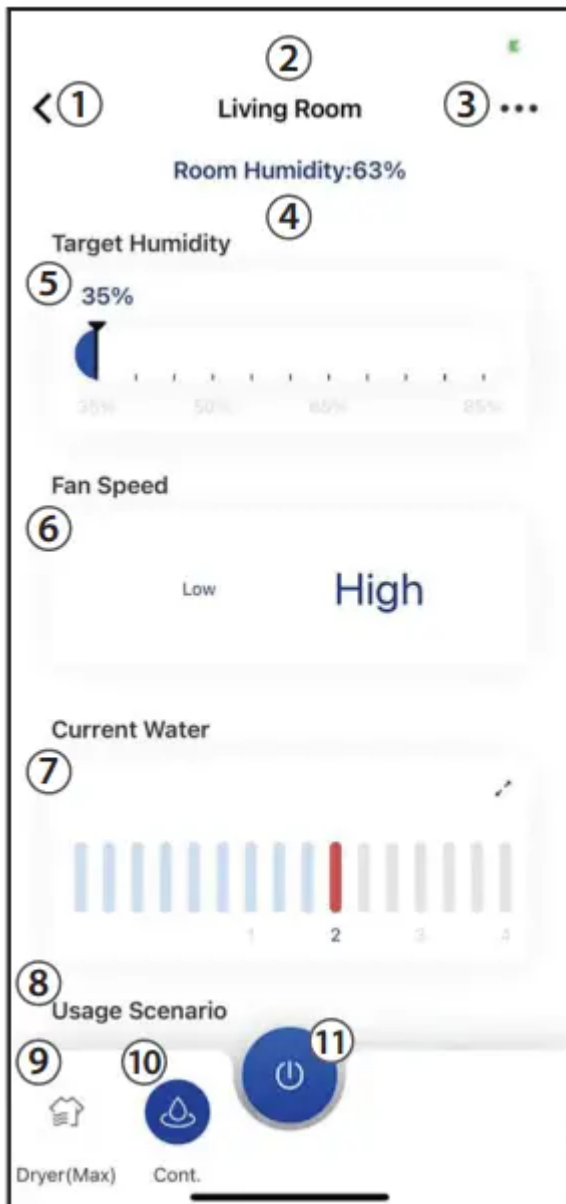 ②
① Living Room ③
Room Humidity:63%
④
Target Humidity
⑤ 35%
35% 50% 65% 85%
Fan Speed
⑥
Low High
Current Water
⑦
1 2 3 4
⑧
Usage Scenario
⑨ ⑩ ⑪
Dryer(Max) Cont.